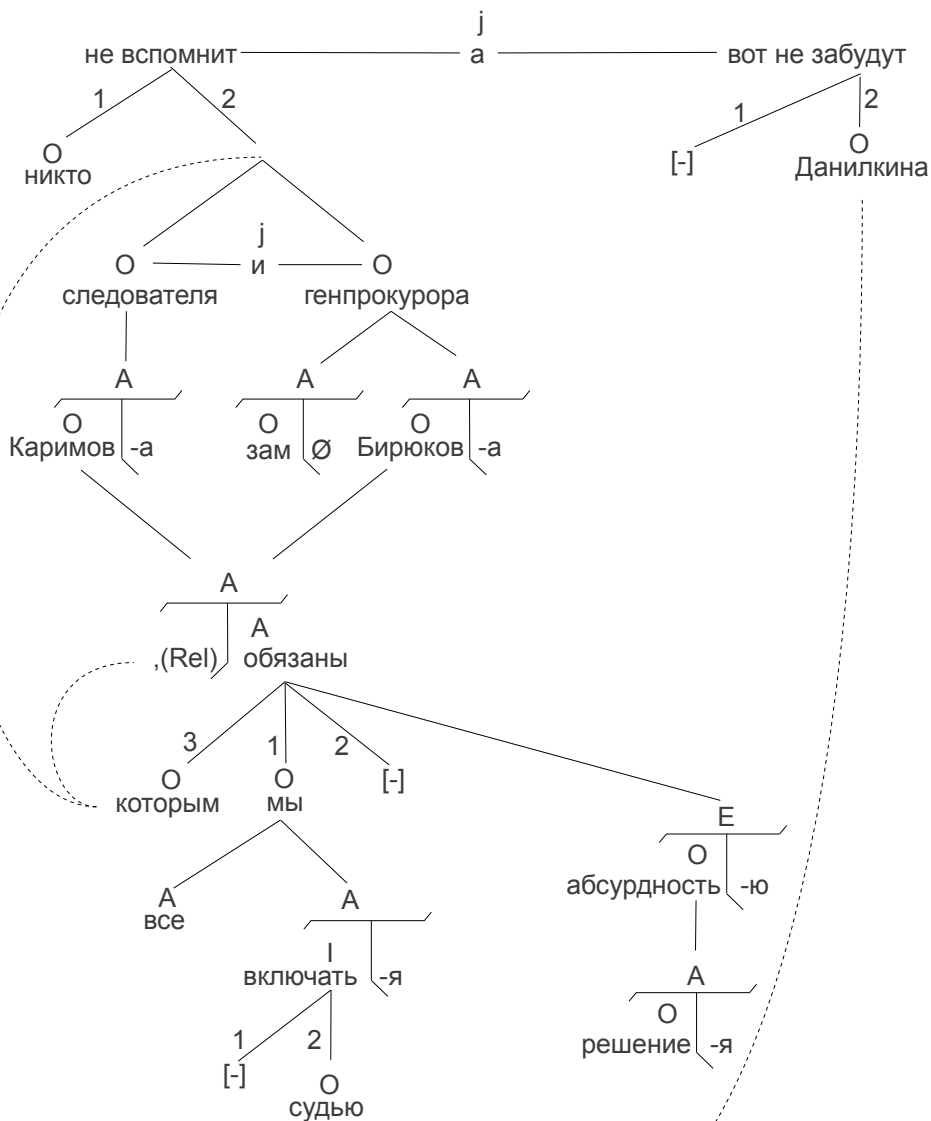 j
не вспомнит а вот не забудут
1 2 1 2
О О
никто [-] Данилкина
j
О и О
следователя генпрокурора
А А А
О О О
Каримов -а зам Ø Бирюков -а
А
А
,(Rel) обязаны
3 1 2
О О [-]
которым мы
Е
О
абсурдность -ю
А А
все
I
включать -я
А
О
решение -я
1 2
[-] О
судью